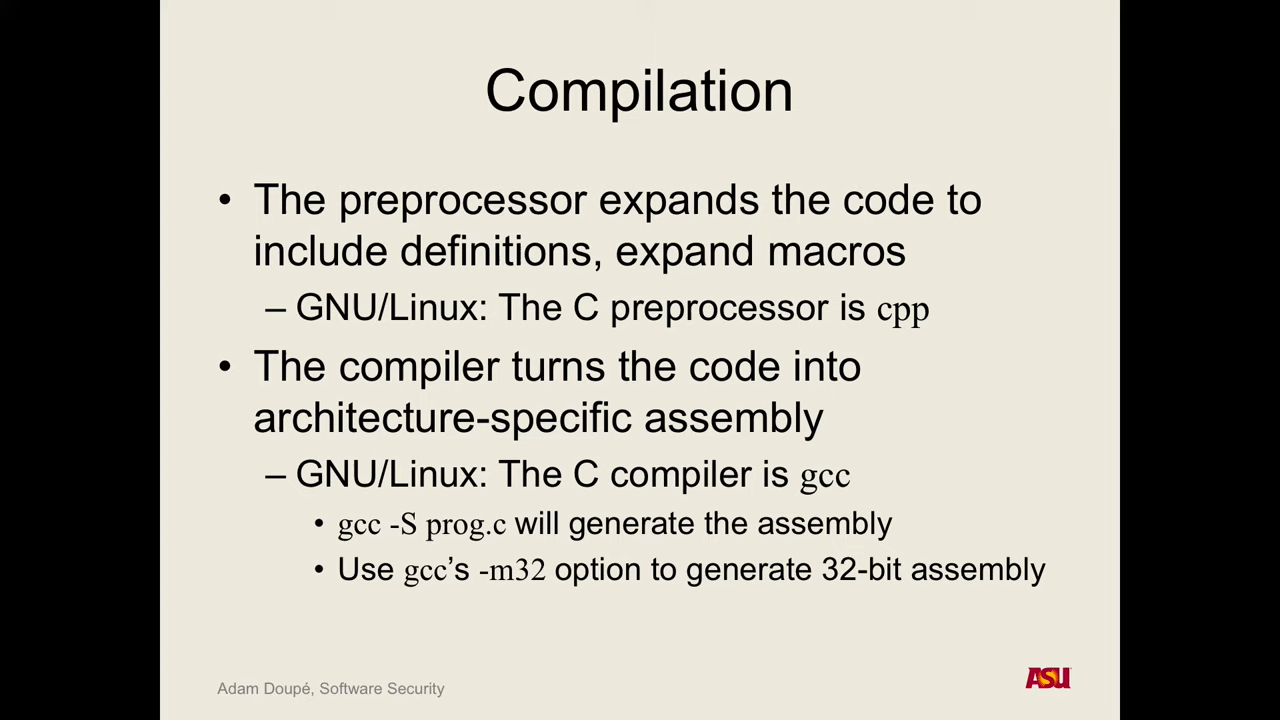 Compilation
• The preprocessor expands the code to
include definitions, expand macros
– GNU/Linux: The C preprocessor is cpp
• The compiler turns the code into
architecture-specific assembly
– GNU/Linux: The C compiler is gcc
• gcc -S prog.c will generate the assembly
• Use gcc’s -m32 option to generate 32-bit assembly
Adam Doupé, Software Security
ASU